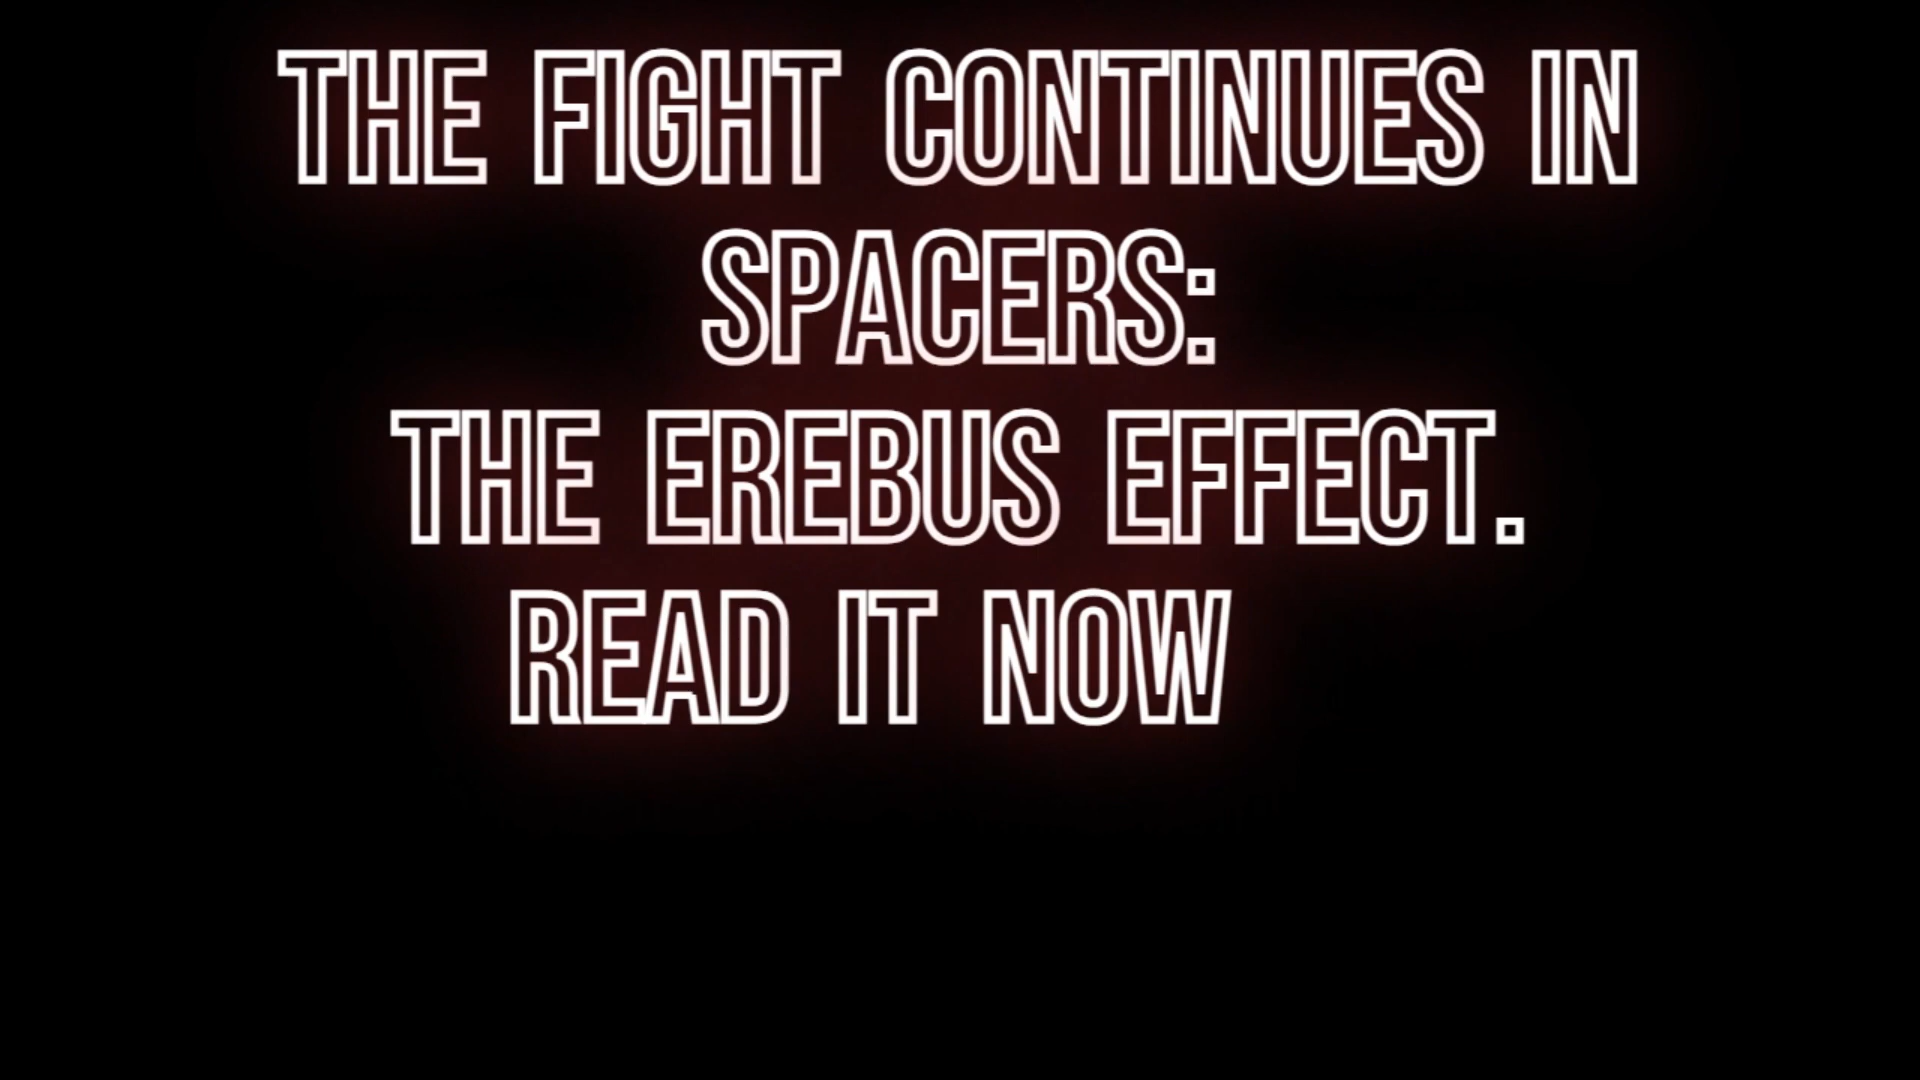 THE FIGHT CONTINUES IN
SPACERS:
THE EREBUS EFFECT.
READ IT NOW